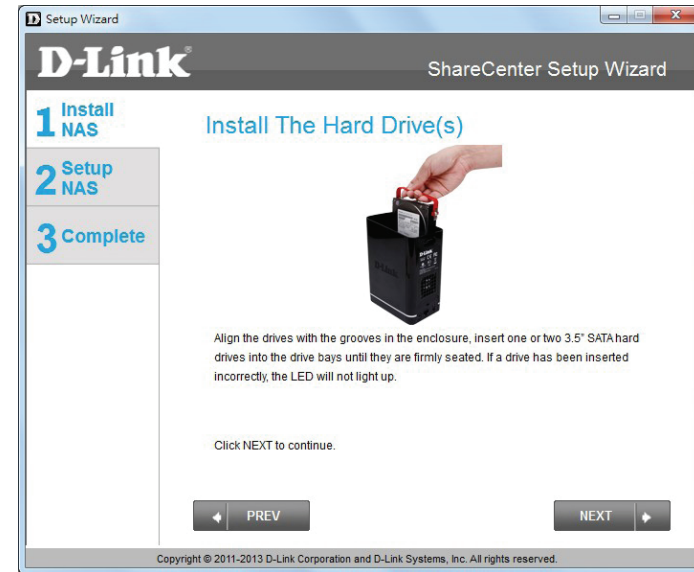 Setup Wizard
D-Link®
ShareCenter Setup Wizard
1 Install
NAS
2 Setup
NAS
3 Complete
Install The Hard Drive(s)
D-Link
D-Link
Align the drives with the grooves in the enclosure, insert one or two 3.5" SATA hard
drives into the drive bays until they are firmly seated. If a drive has been inserted
incorrectly, the LED will not light up.
Click NEXT to continue.
PREV
NEXT
Copyright © 2011-2013 D-Link Corporation and D-Link Systems, Inc. All rights reserved.